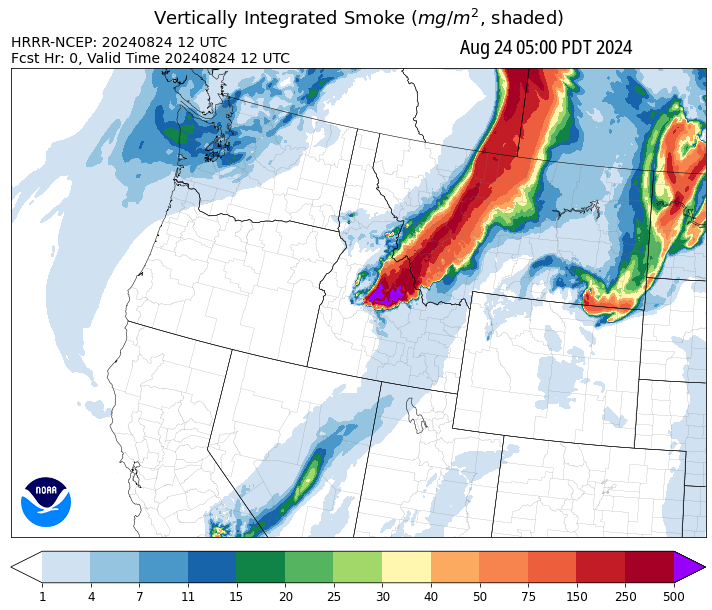 Vertically Integrated Smoke (mg/m², shaded)
HRRR-NCEP: 20240824 12 UTC
Aug 24 05:00 PDT 2024
Fcst Hr: 0, Valid Time 20240824 12 UTC
NOAA
1 4 7 11 15 20 25 30 40 50 75 150 250 500